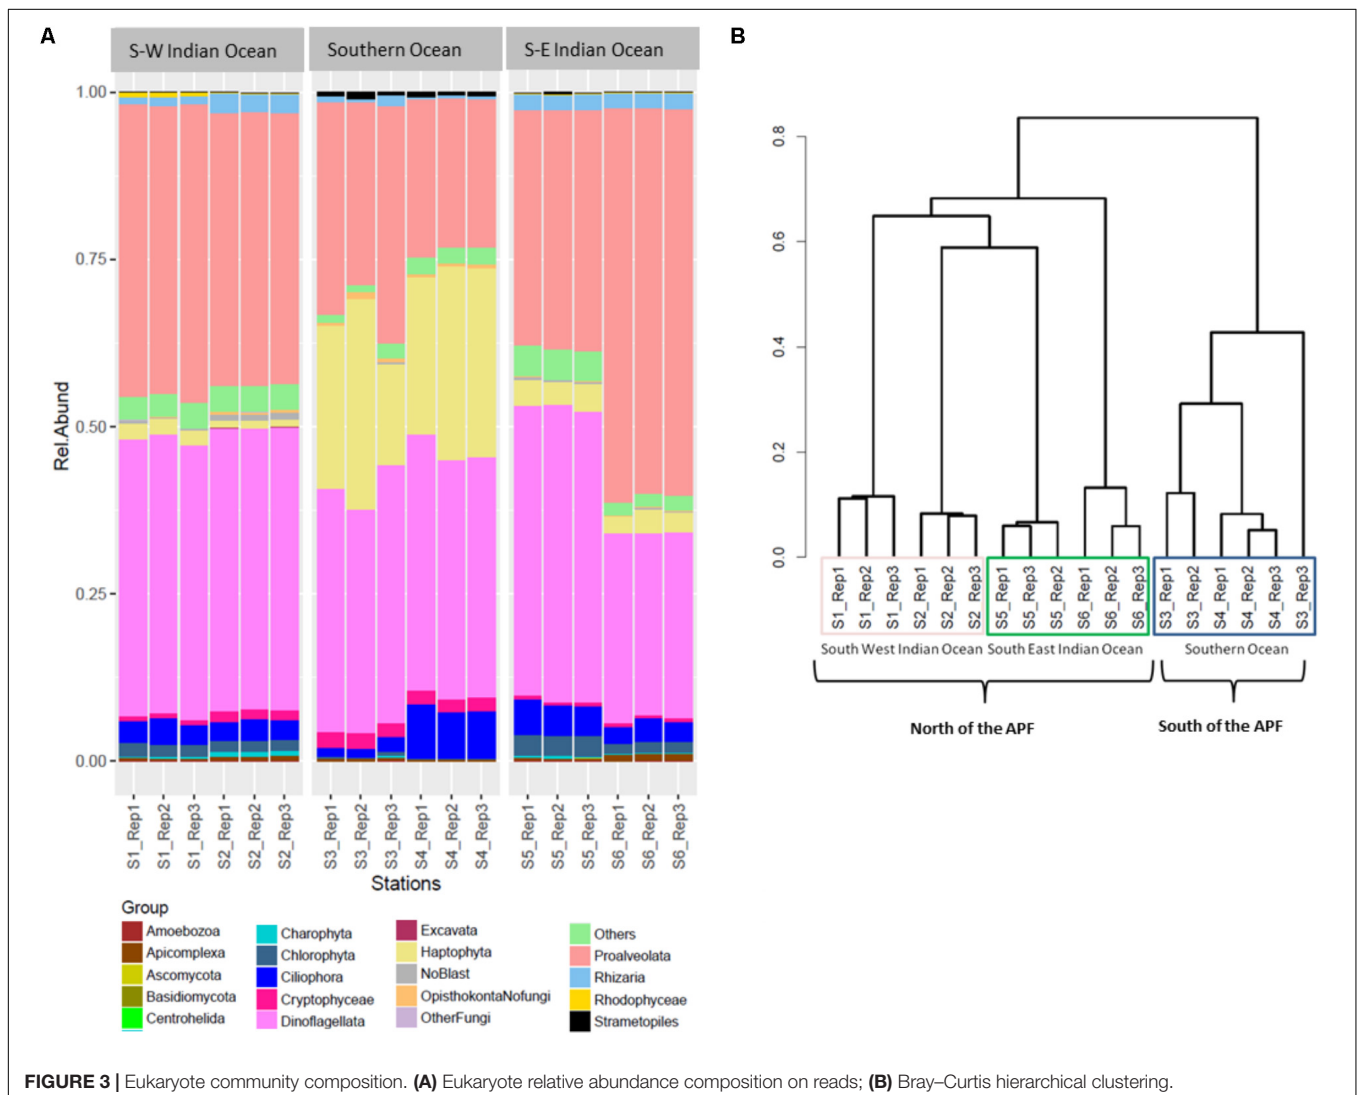 A
S-W Indian Ocean
Southern Ocean
S-E Indian Ocean
1.00
0.75
0.50
0.25
0.00
Rel.Abund
S1_Rep1
S1_Rep2
S1_Rep3
S2_Rep1
S2_Rep2
S2_Rep3
S3_Rep1
S3_Rep2
S3_Rep3
S4_Rep1
S4_Rep2
S4_Rep3
S5_Rep1
S5_Rep2
S5_Rep3
S6_Rep1
S6_Rep2
S6_Rep3
Stations
Group
Amoebozoa
Apicomplexa
Ascomycota
Basidiomycota
Centrohelida
Charophyta
Chlorophyta
Ciliophora
Cryptophyceae
Dinoflagellata
Excavata
Haptophyta
NoBlast
OpisthokontaNofungi
OtherFungi
Others
Proalveolata
Rhizaria
Rhodophyceae
Strametopiles
B
0.8
0.6
0.4
0.2
0.0
S1_Rep1
S1_Rep2
S1_Rep3
S2_Rep1
S2_Rep2
S2_Rep3
S5_Rep1
S5_Rep3
S5_Rep2
S6_Rep1
S6_Rep2
S6_Rep3
S3_Rep1
S3_Rep2
S4_Rep1
S4_Rep2
S4_Rep3
S3_Rep3
South West Indian Ocean
South East Indian Ocean
Southern Ocean
North of the APF
South of the APF
FIGURE 3 | Eukaryote community composition. (A) Eukaryote relative abundance composition on reads; (B) Bray–Curtis hierarchical clustering.